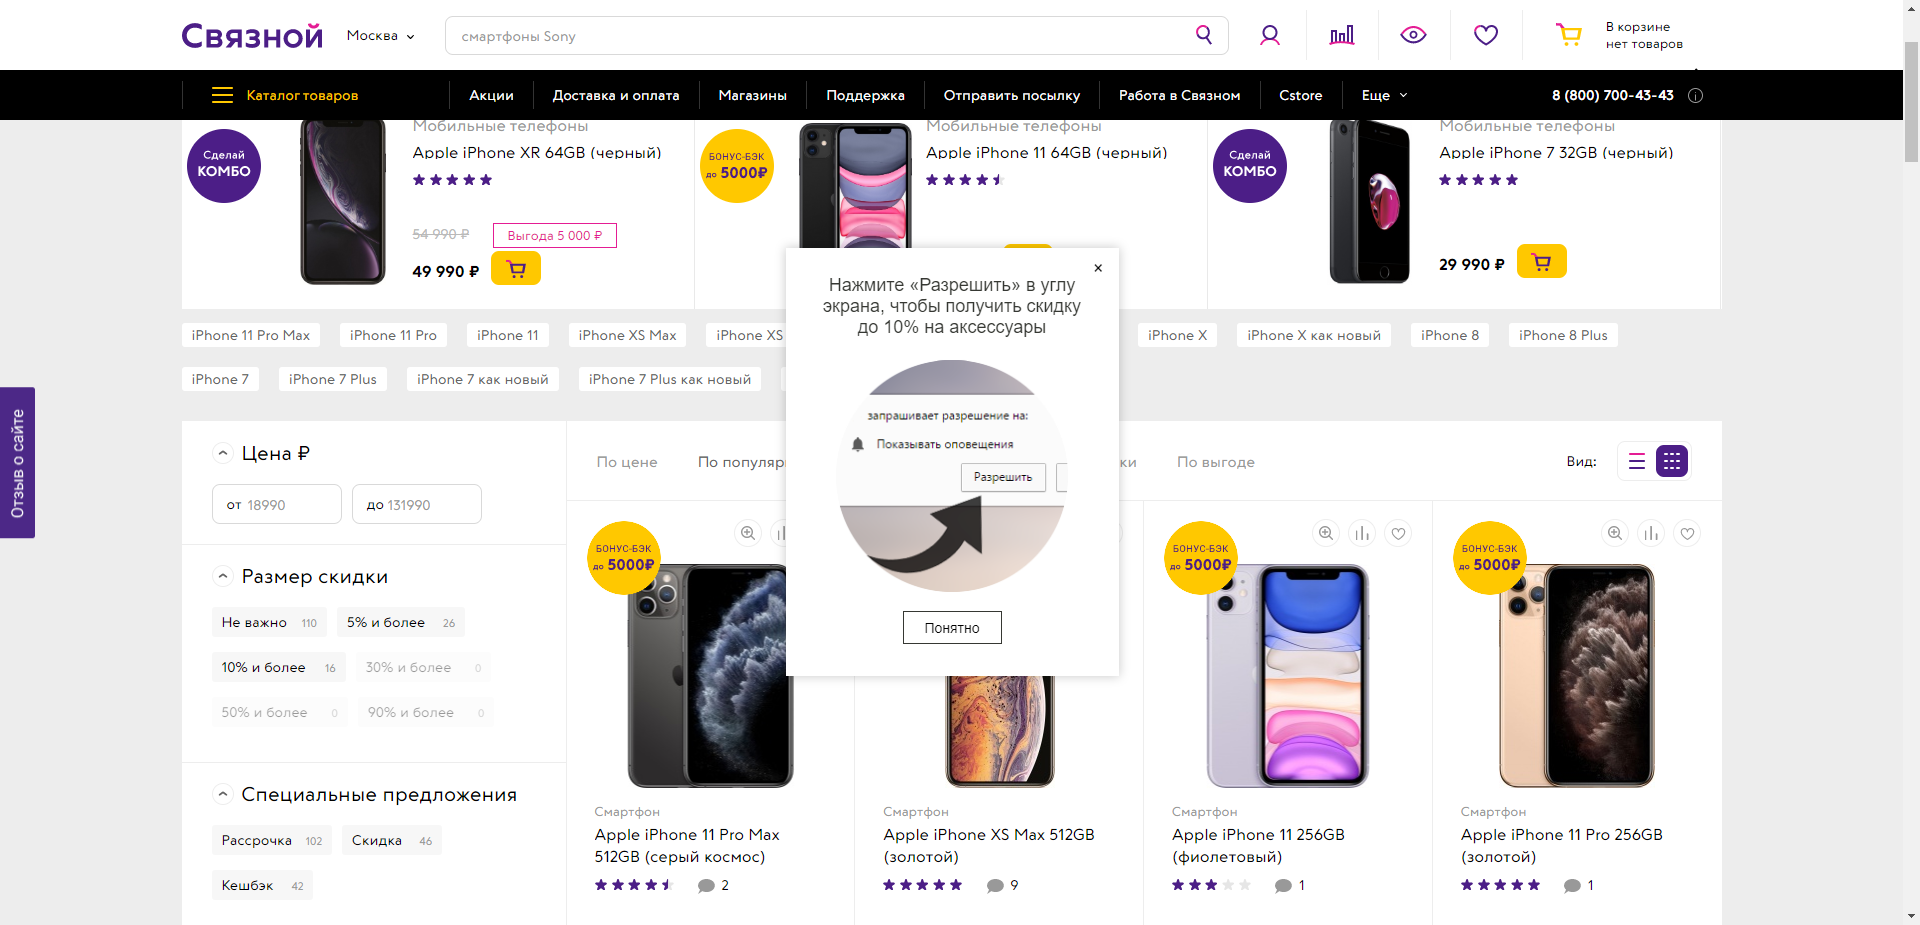 Связной
Москва
смартфоны Sony
В корзине
нет товаров
Каталог товаров
Акции
Доставка и оплата
Магазины
Поддержка
Отправить посылку
Работа в Связном
Cstore
Еще
8 (800) 700-43-43
Сделай
КОМБО
Мобильные телефоны
Apple iPhone XR 64GB (черный)
54 990 ₽
Выгода 5 000 ₽
49 990 ₽
БОНУС-БЭК
до 5000₽
Мобильные телефоны
Apple iPhone 11 64GB (черный)
Сделай
КОМБО
Мобильные телефоны
Apple iPhone 7 32GB (черный)
29 990 ₽
iPhone 11 Pro Max
iPhone 11 Pro
iPhone 11
iPhone XS Max
iPhone XS
iPhone X
iPhone X как новый
iPhone 8
iPhone 8 Plus
iPhone 7
iPhone 7 Plus
iPhone 7 как новый
iPhone 7 Plus как новый
Нажмите «Разрешить» в углу
экрана, чтобы получить скидку
до 10% на аксессуары
запрашивает разрешение на:
Показывать оповещения
Разрешить
Понятно
Отзыв о сайте
Цена ₽
от 18990
до 131990
Размер скидки
Не важно 110
5% и более 26
10% и более 16
30% и более 0
50% и более 0
90% и более 0
Специальные предложения
Рассрочка 102
Скидка 46
Кешбэк 42
По цене
По популяр
ки
По выгоде
Вид:
БОНУС-БЭК
до 5000₽
Смартфон
Apple iPhone 11 Pro Max
512GB (серый космос)
2
Смартфон
Apple iPhone XS Max 512GB
(золотой)
9
БОНУС-БЭК
до 5000₽
Смартфон
Apple iPhone 11 256GB
(фиолетовый)
1
БОНУС-БЭК
до 5000₽
Смартфон
Apple iPhone 11 Pro 256GB
(золотой)
1